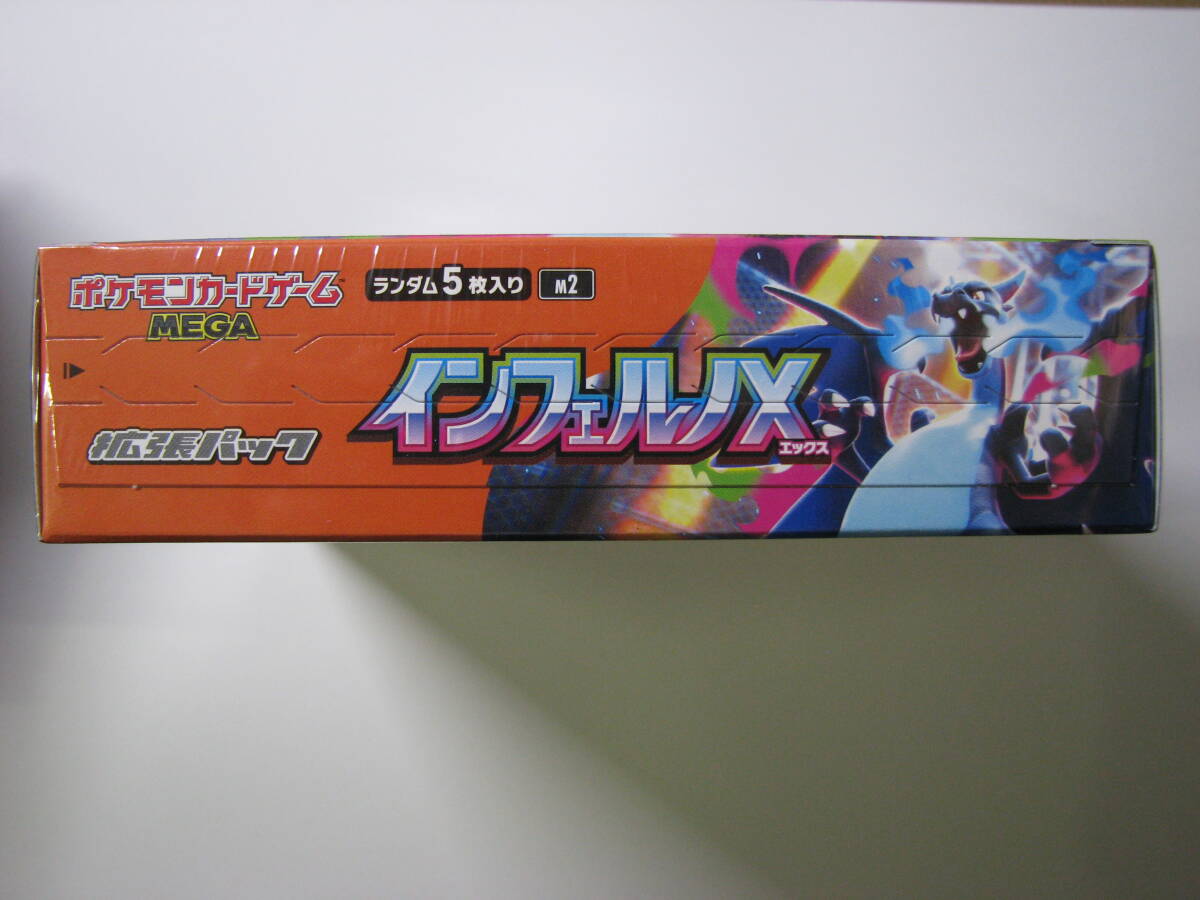 ポケモンカードゲーム
MEGA
ランダム5枚入り
M2
インフェルノX
エックス
拡張パック